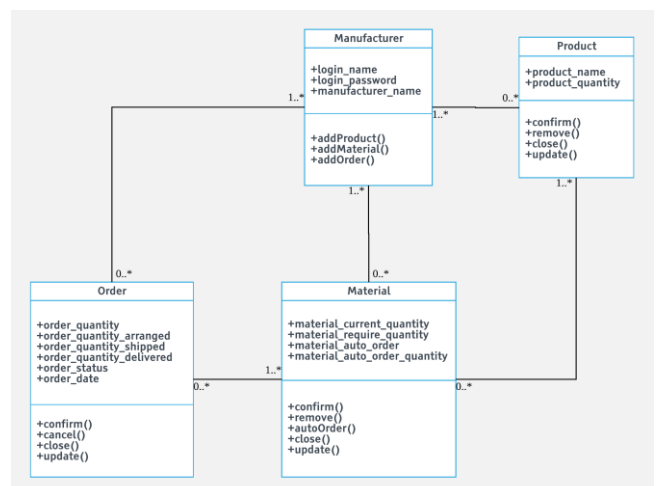 Manufacturer
+login_name
+login_password
+manufacturer_name
+addProduct()
+addMaterial()
+addOrder()
Product
+product_name
+product_quantity
+confirm()
+remove()
+close()
+update()
1..*
0..*
1..*
1..*
1..*
0..*
0..*
Order
+order_quantity
+order_quantity_arranged
+order_quantity_shipped
+order_quantity_delivered
+order_status
+order_date
+confirm()
+cancel()
+close()
+update()
1..*
0..*
Material
+material_current_quantity
+material_require_quantity
+material_auto_order
+material_auto_order_quantity
+confirm()
+remove()
+autoOrder()
+close()
+update()
0..*